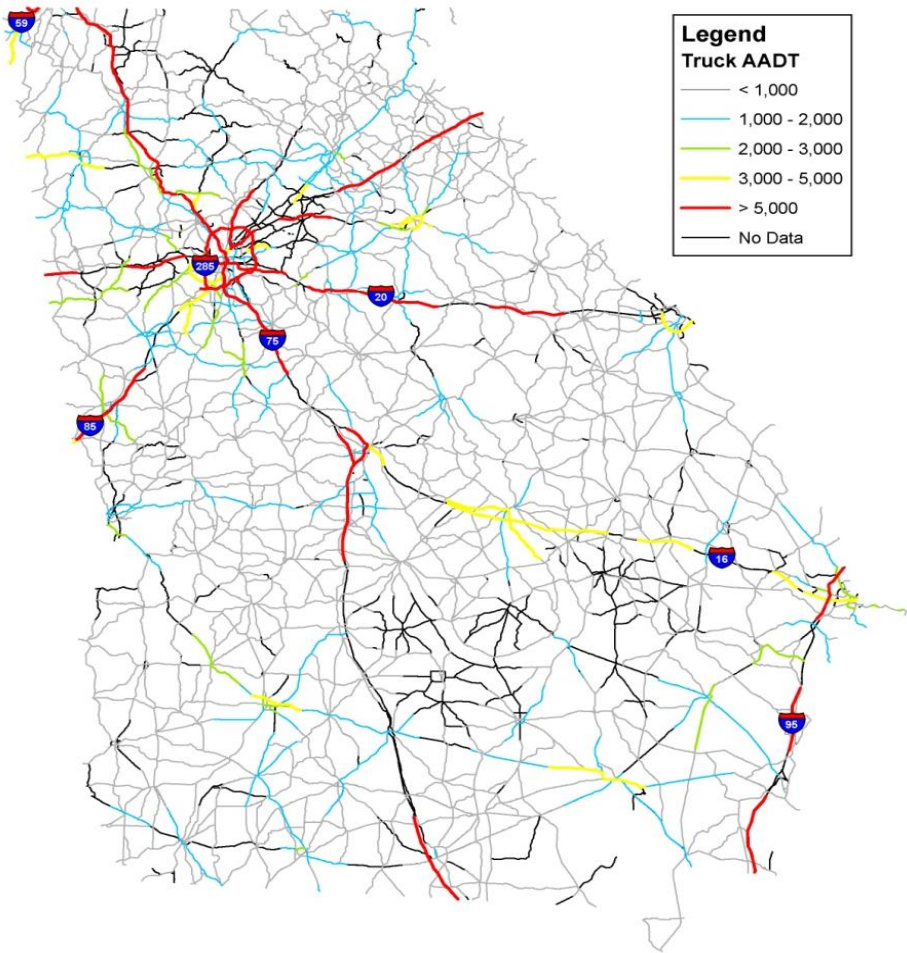 59
Legend
Truck AADT
< 1,000
1,000 - 2,000
2,000 - 3,000
3,000 - 5,000
> 5,000
No Data
285
20
75
85
16
95